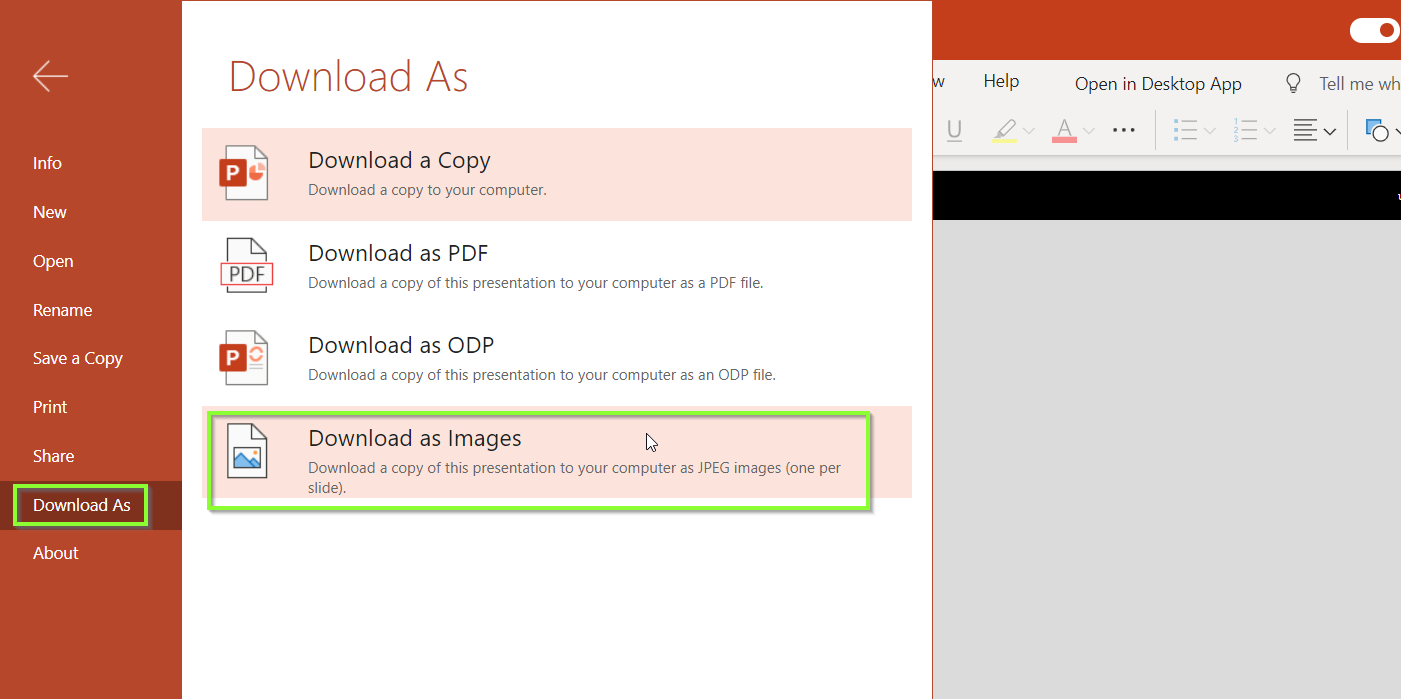 Download As
Info
New
Open
Rename
Save a Copy
Print
Share
Download As
About
P
Download a Copy
Download a copy to your computer.
PDF
Download as PDF
Download a copy of this presentation to your computer as a PDF file.
P
Download as ODP
Download a copy of this presentation to your computer as an ODP file.
Download as Images
Download a copy of this presentation to your computer as JPEG images (one per
slide).
w Help Open in Desktop App Tell me wh
U A 1 2 3